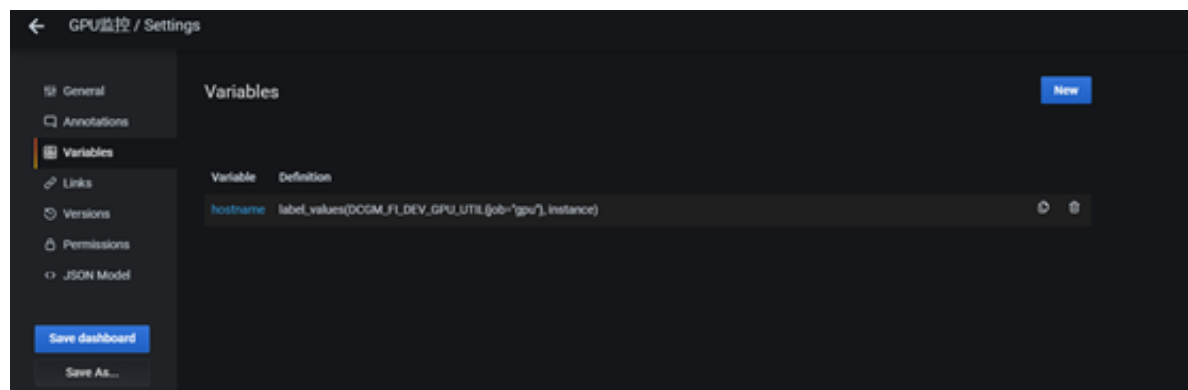 GPU监控 / Settings
General
Annotations
Variables
Links
Versions
Permissions
JSON Model
Save dashboard
Save As...
Variables
New
Variable Definition
hostname label_values(DCGM_FI_DEV_GPU_UTIL{job="gpu"}, instance)